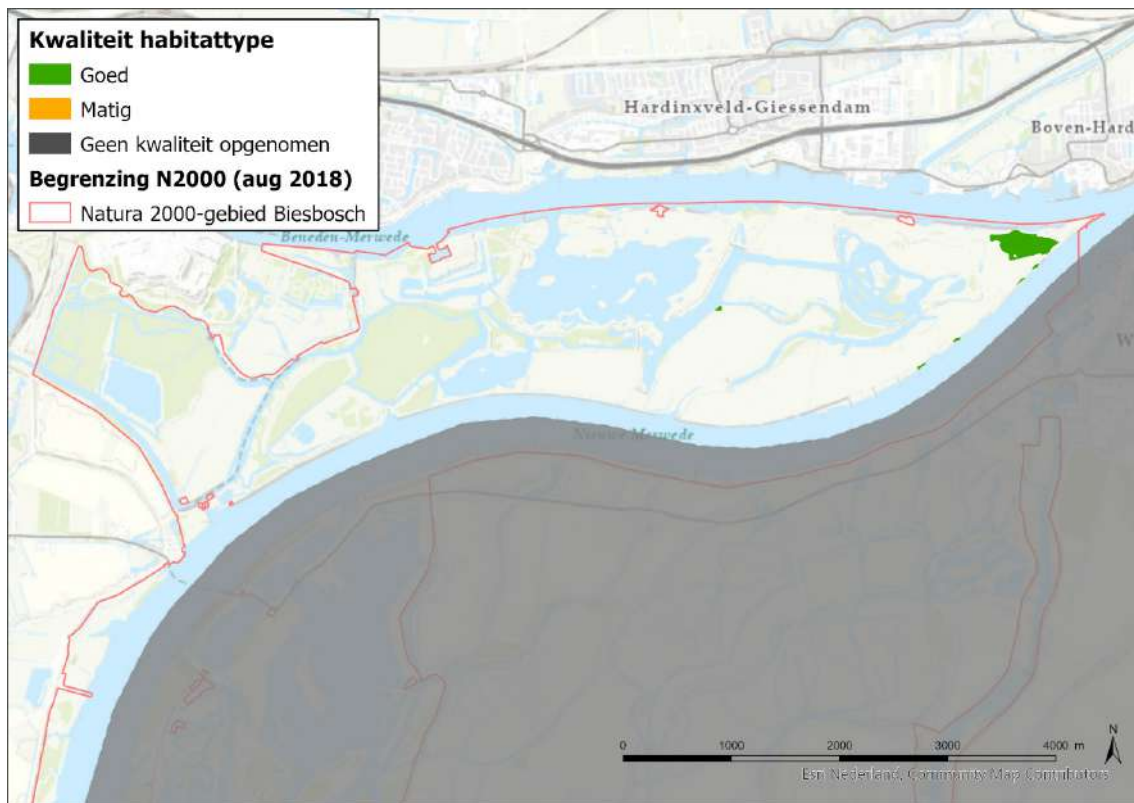 Kwaliteit habitattype
Goed
Matig
Geen kwaliteit opgenomen
Begrenzing N2000 (aug 2018)
Natura 2000-gebied Biesbosch
Hardinxveld-Giessendam
Boven-Hard
Beneden-Merwede
W
Nieuwe Merwede
0 1000 2000 3000 4000 m
N
Esri Nederland, Community Map Contributors